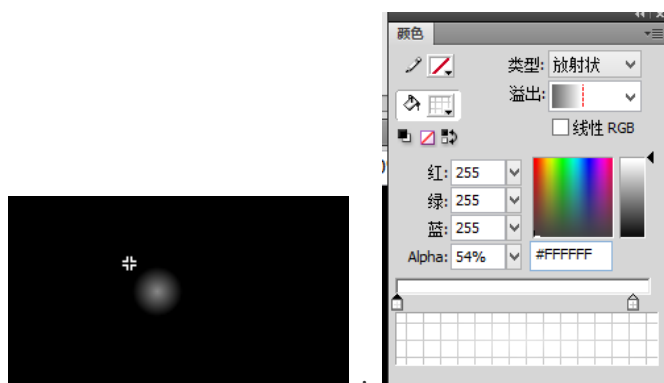 颜色
类型: 放射状
溢出:
线性 RGB
红: 255
绿: 255
蓝: 255
Alpha: 54%
#FFFFFF